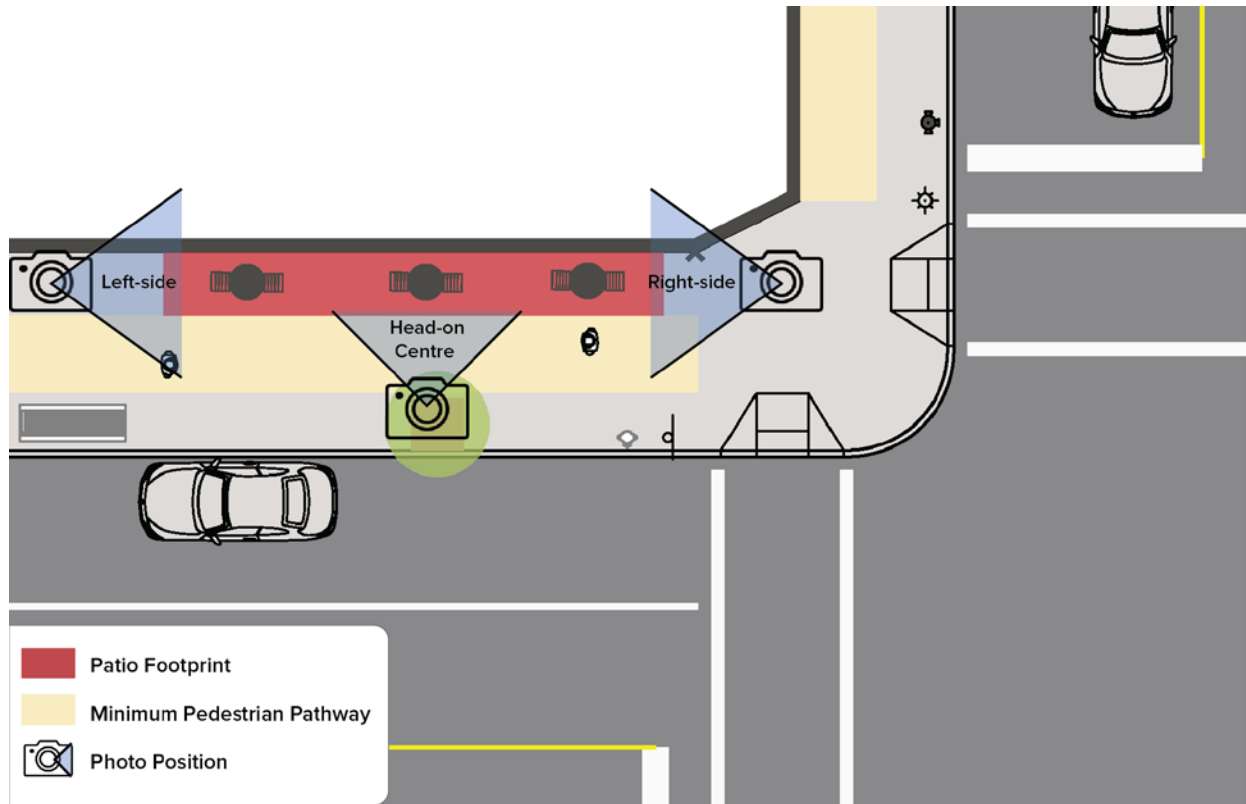 Left-side
Right-side
Head-on
Centre
Patio Footprint
Minimum Pedestrian Pathway
Photo Position